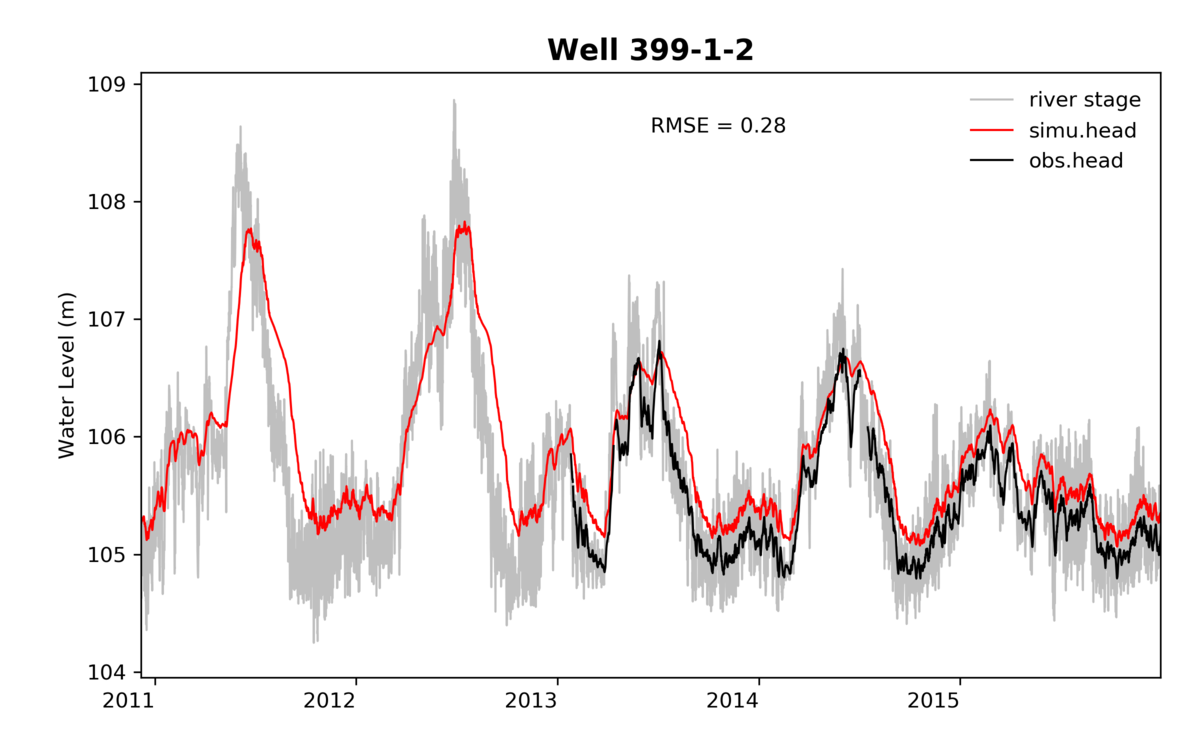 Well 399-1-2
109
108
107
106
105
104
Water Level (m)
RMSE = 0.28
river stage
simu.head
obs.head
2011
2012
2013
2014
2015